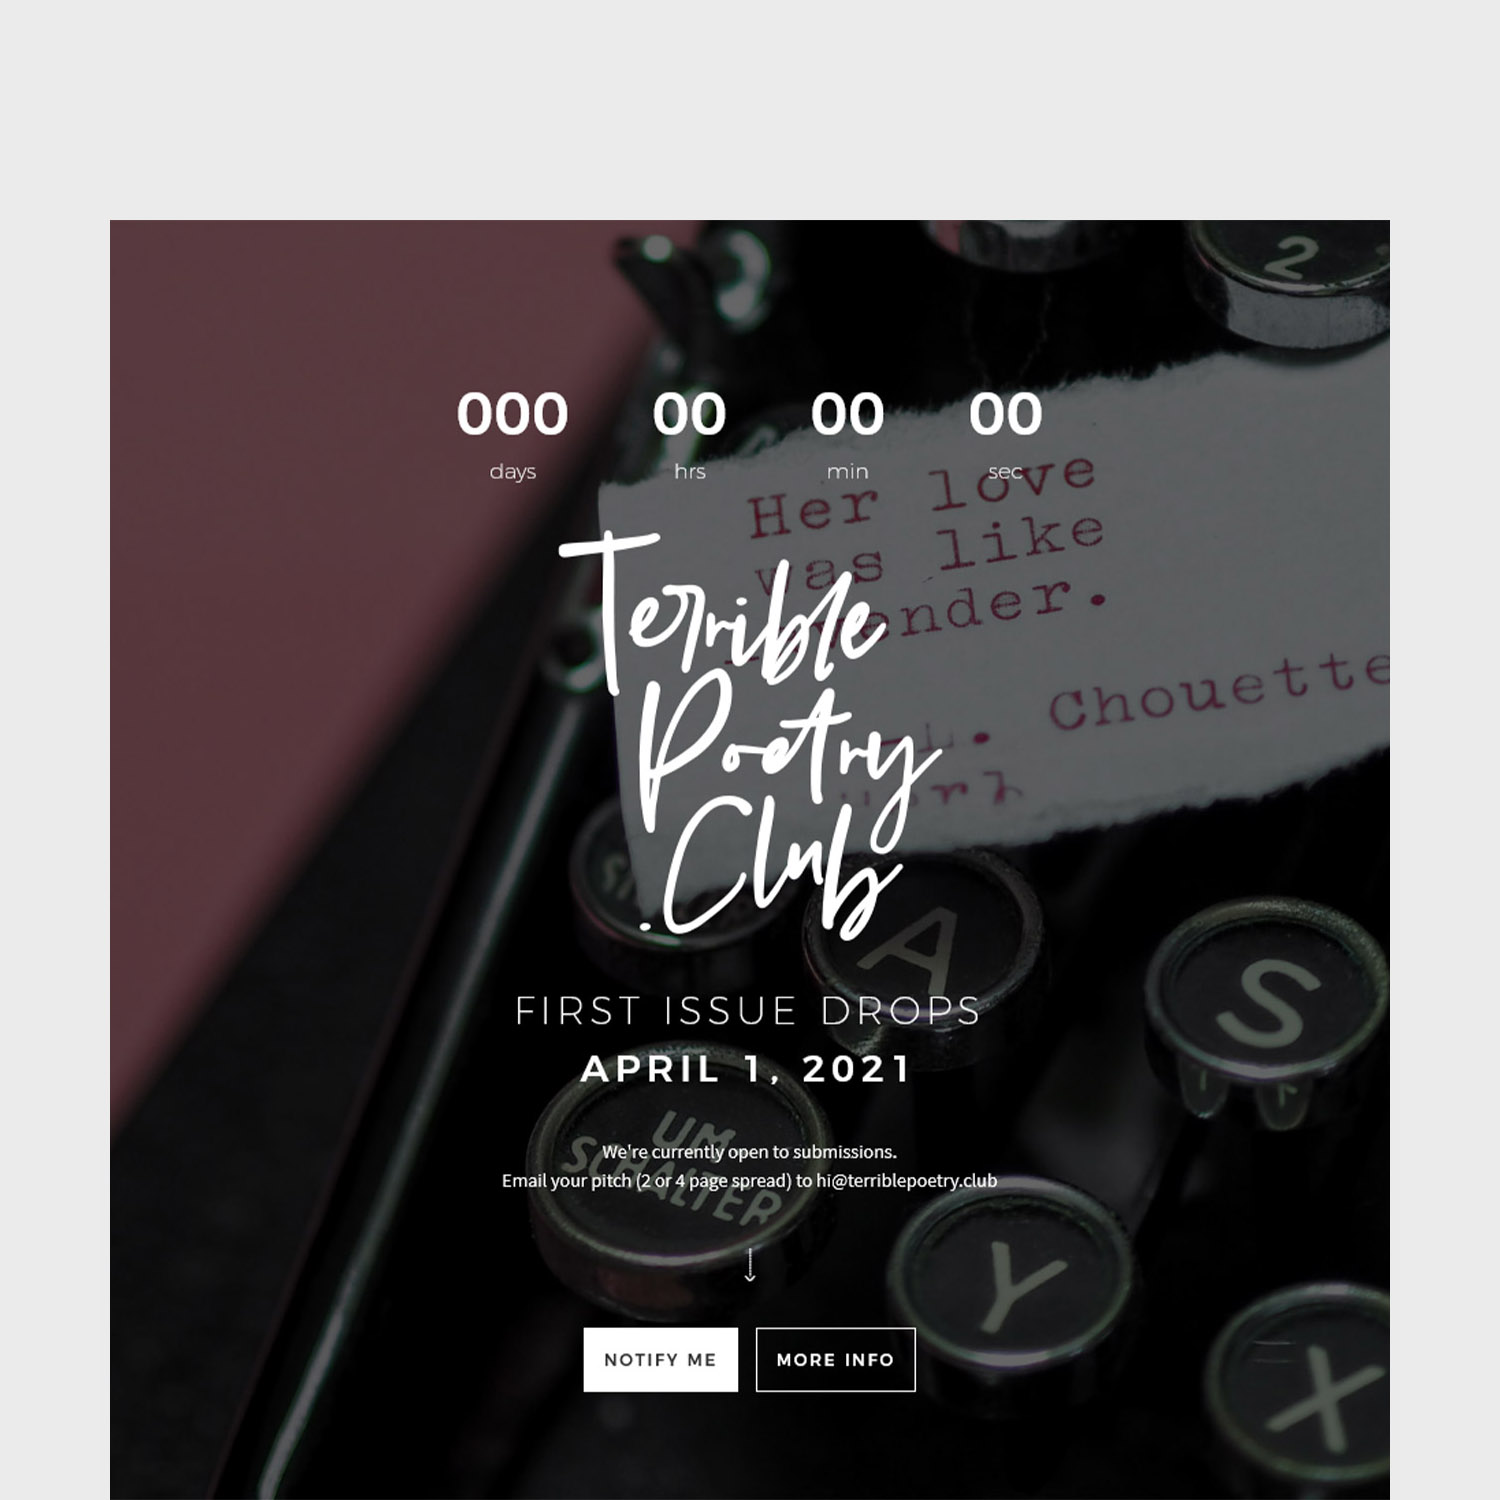 2
000 00 00 00
days hrs min sec
Her love
was like
nder.
Chouette
Terrible
Poetry
.Club
A
S
FIRST ISSUE DROPS
APRIL 1, 2021
UM
SCHALTER
We're currently open to submissions.
Email your pitch (2 or 4 page spread) to hi@terriblepoetry.club
Y
X
NOTIFY ME MORE INFO